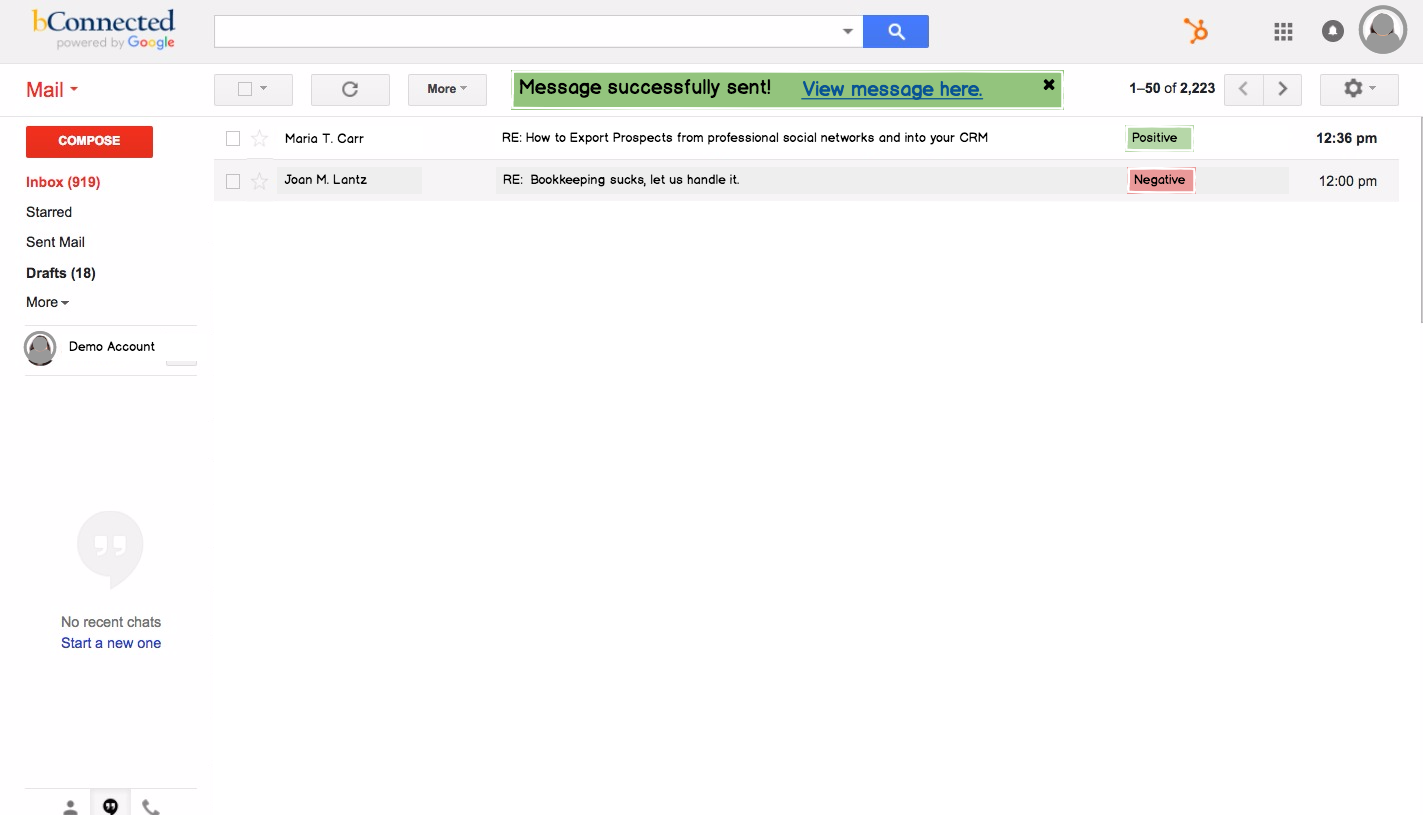 bConnected
powered by Google
Mail
More
Message successfully sent! View message here.
1–50 of 2,223
COMPOSE
Maria T. Carr RE: How to Export Prospects from professional social networks and into your CRM Positive 12:36 pm
Inbox (919)
Joan M. Lantz RE: Bookkeeping sucks, let us handle it. Negative 12:00 pm
Starred
Sent Mail
Drafts (18)
More
Demo Account
No recent chats
Start a new one